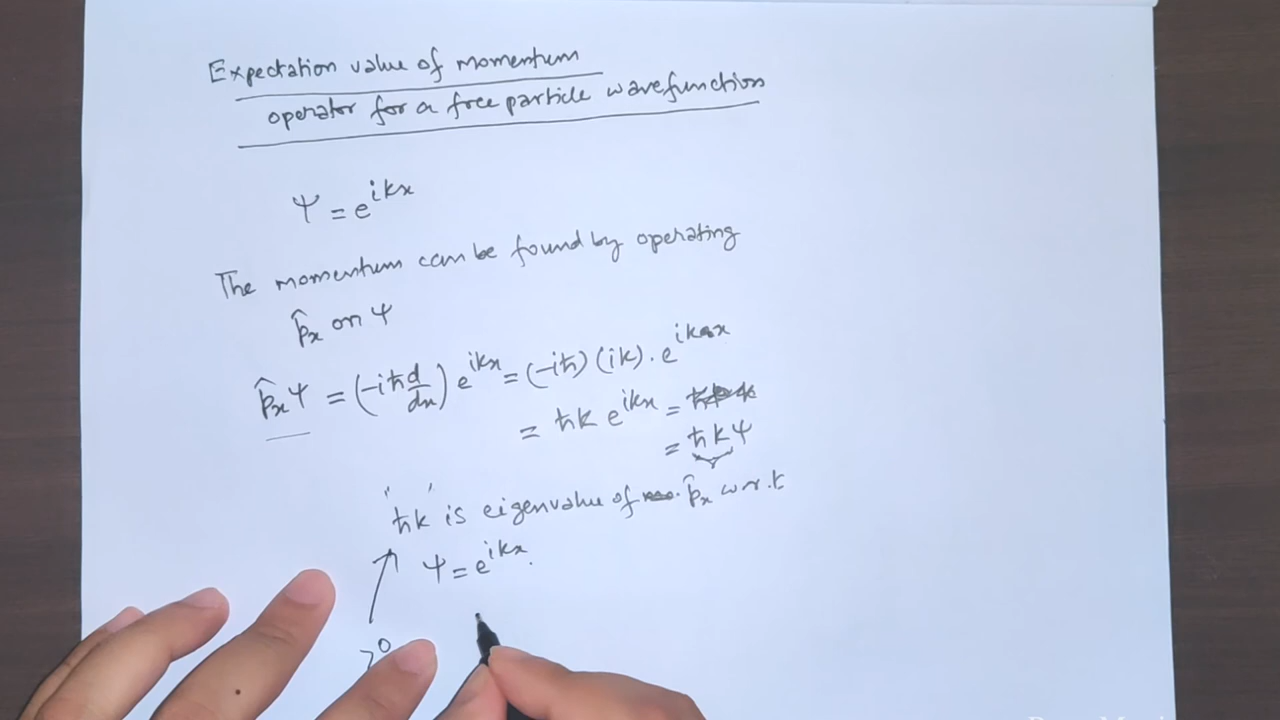 Expectation value of momentum
operator for a free particle wavefunction
Ψ = e^{ikx}
The momentum can be found by operating
p̂ₓ on Ψ
p̂ₓΨ = (-iħ d/dx) e^{ikx} = (-iħ) (ik) . e^{ikx}
= ħk e^{ikx} =
= ħkΨ
"ħk" is eigenvalue of p̂ₓ w.r.t
Ψ = e^{ikx}.